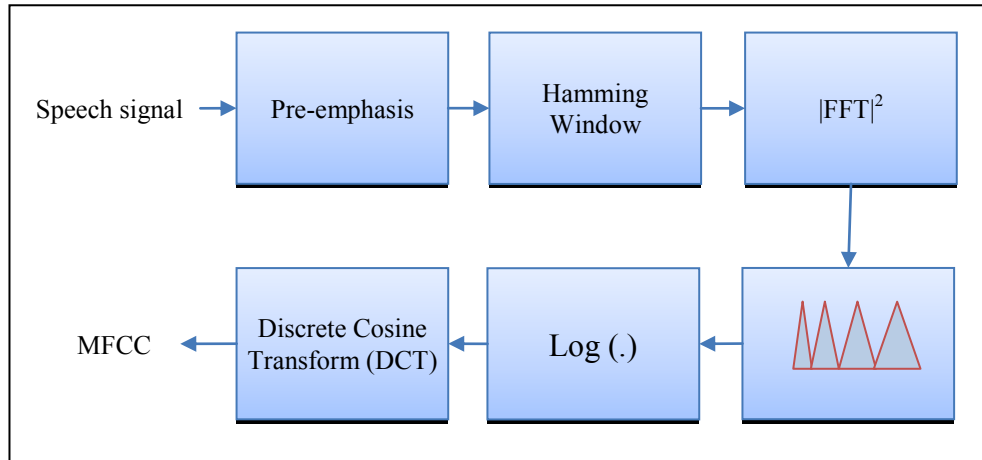 Speech signal
Pre-emphasis
Hamming
Window
|FFT|²
MFCC
Discrete Cosine
Transform (DCT)
Log (.)